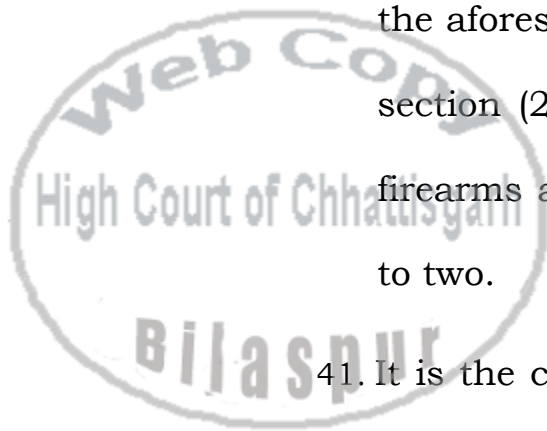 the afores
Web Copy
section (2
High Court of Chhattisgarh
firearms a
to two.
Bilaspur
41. It is the c